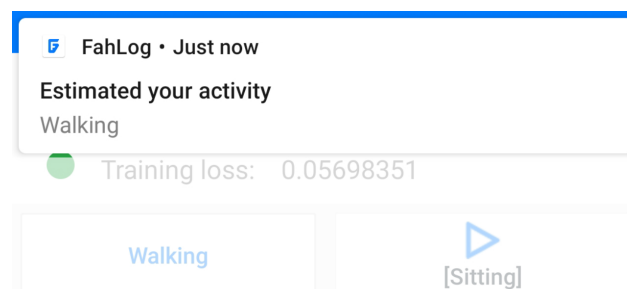 FahLog • Just now
Estimated your activity
Walking
Training loss: 0.05698351
Walking
[Sitting]